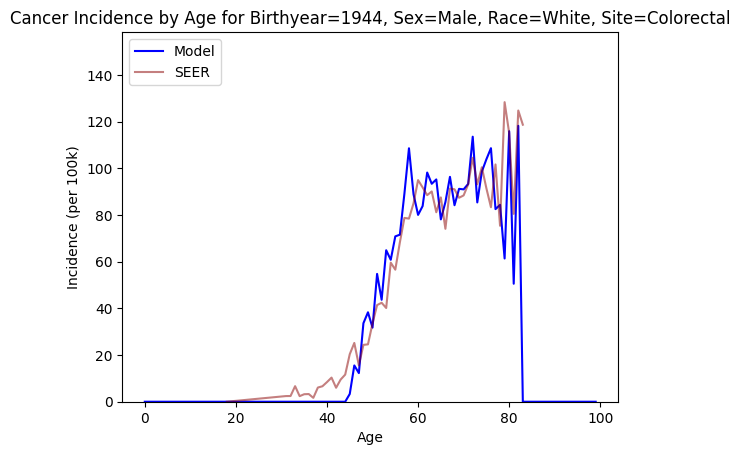 Cancer Incidence by Age for Birthyear=1944, Sex=Male, Race=White, Site=Colorectal
Model
SEER
Incidence (per 100k)
140
120
100
80
60
40
20
0
0 20 40 60 80 100
Age